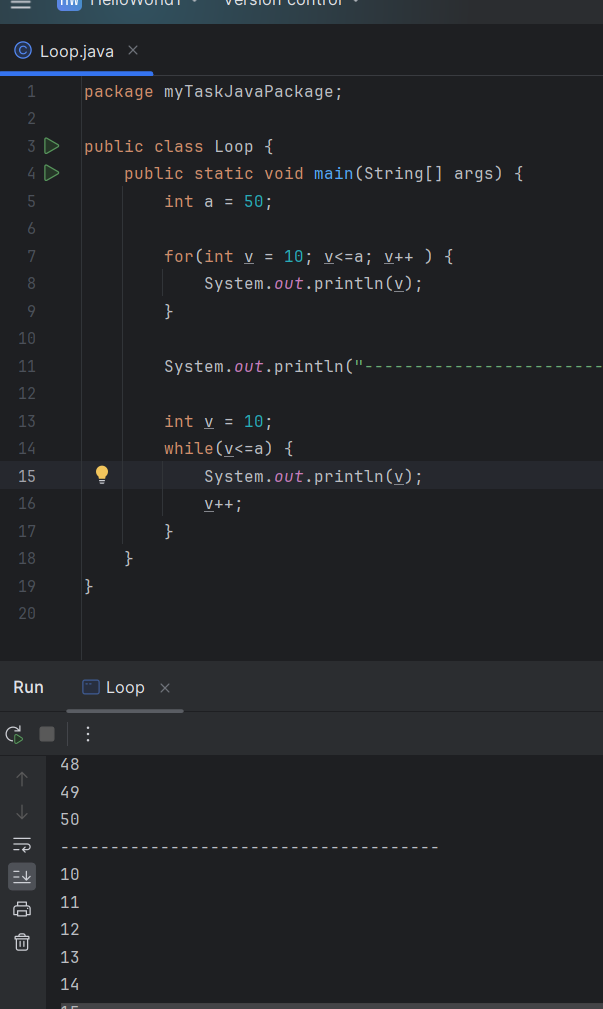 HelloWorld1 Version control
Loop.java
1 package myTaskJavaPackage;
2
3 public class Loop {
4 public static void main(String[] args) {
5 int a = 50;
6
7 for(int v = 10; v<=a; v++ ) {
8 System.out.println(v);
9 }
10
11 System.out.println("------------------------
12
13 int v = 10;
14 while(v<=a) {
15 System.out.println(v);
16 v++;
17 }
18 }
19 }
20
Run Loop
48
49
50
--------------------------------------
10
11
12
13
14